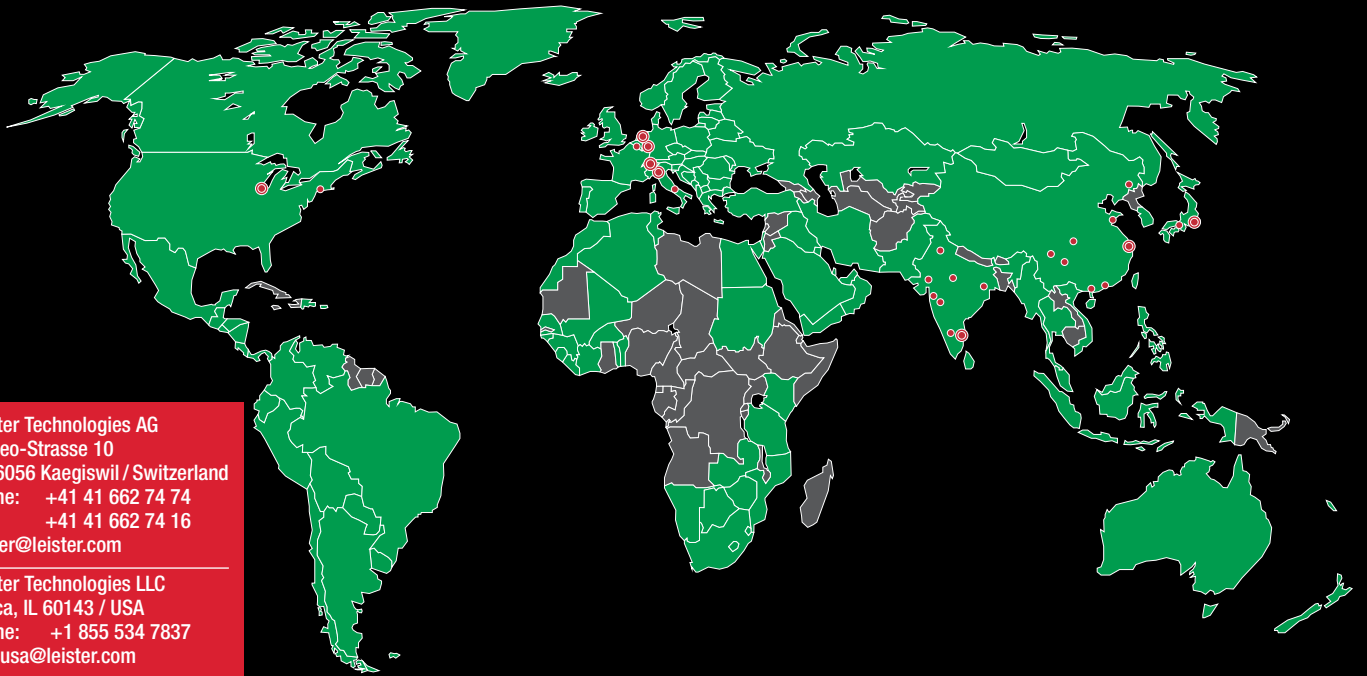 ter Technologies AG
eo-Strasse 10
6056 Kaegiswil / Switzerland
ne: +41 41 662 74 74
+41 41 662 74 16
er@leister.com
ter Technologies LLC
ca, IL 60143 / USA
ne: +1 855 534 7837
usa@leister.com